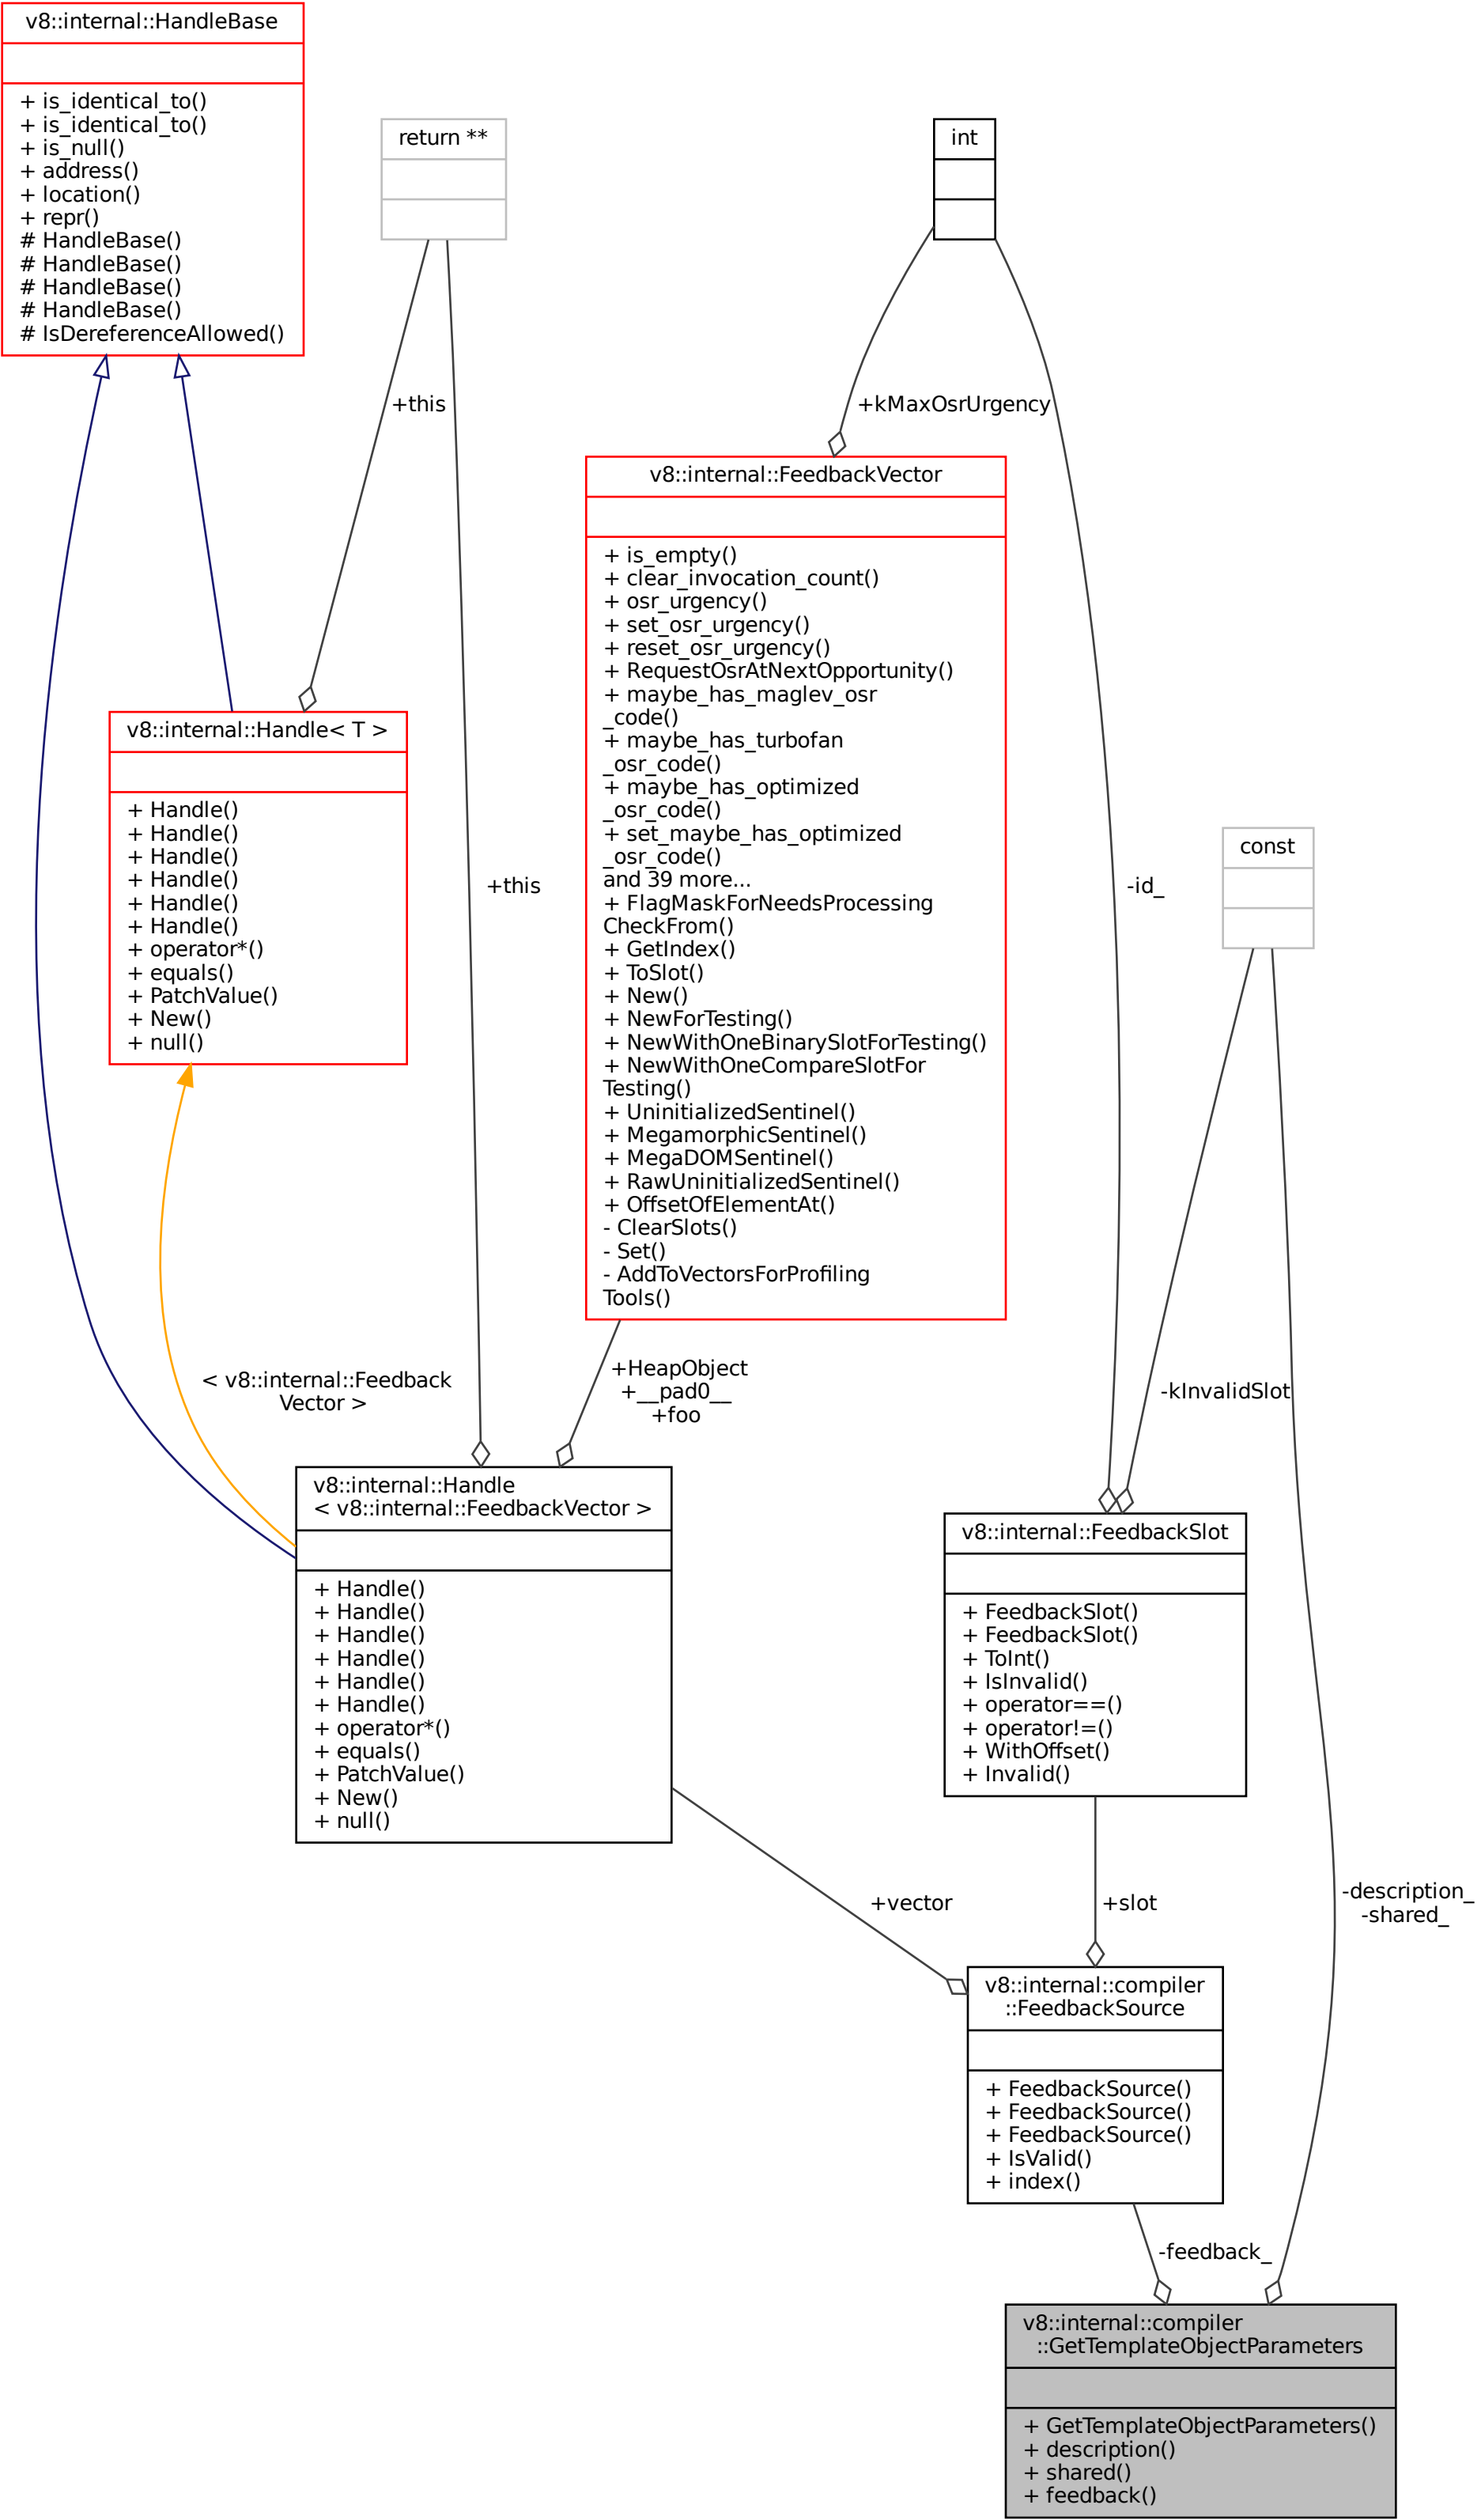 v8::internal::HandleBase
+ is_identical_to()
+ is_identical_to()
+ is_null()
+ address()
+ location()
+ repr()
# HandleBase()
# HandleBase()
# HandleBase()
# HandleBase()
# IsDereferenceAllowed()
return **
int
+this
+kMaxOsrUrgency
v8::internal::FeedbackVector
+ is_empty()
+ clear_invocation_count()
+ osr_urgency()
+ set_osr_urgency()
+ reset_osr_urgency()
+ RequestOsrAtNextOpportunity()
+ maybe_has_maglev_osr
_code()
+ maybe_has_turbofan
_osr_code()
+ maybe_has_optimized
_osr_code()
+ set_maybe_has_optimized
_osr_code()
and 39 more...
+ FlagMaskForNeedsProcessing
CheckFrom()
+ GetIndex()
+ ToSlot()
+ New()
+ NewForTesting()
+ NewWithOneBinarySlotForTesting()
+ NewWithOneCompareSlotFor
Testing()
+ UninitializedSentinel()
+ MegamorphicSentinel()
+ MegaDOMSentinel()
+ RawUninitializedSentinel()
+ OffsetOfElementAt()
- ClearSlots()
- Set()
- AddToVectorsForProfiling
Tools()
v8::internal::Handle< T >
+ Handle()
+ Handle()
+ Handle()
+ Handle()
+ Handle()
+ Handle()
+ operator*()
+ equals()
+ PatchValue()
+ New()
+ null()
+this
-id_
const
< v8::internal::Feedback
Vector >
+HeapObject
+__pad0__
+foo
-kInvalidSlot
v8::internal::Handle
< v8::internal::FeedbackVector >
+ Handle()
+ Handle()
+ Handle()
+ Handle()
+ Handle()
+ Handle()
+ operator*()
+ equals()
+ PatchValue()
+ New()
+ null()
v8::internal::FeedbackSlot
+ FeedbackSlot()
+ FeedbackSlot()
+ ToInt()
+ IsInvalid()
+ operator==()
+ operator!=()
+ WithOffset()
+ Invalid()
+vector
+slot
-description_
-shared_
v8::internal::compiler
::FeedbackSource
+ FeedbackSource()
+ FeedbackSource()
+ FeedbackSource()
+ IsValid()
+ index()
-feedback_
v8::internal::compiler
::GetTemplateObjectParameters
+ GetTemplateObjectParameters()
+ description()
+ shared()
+ feedback()